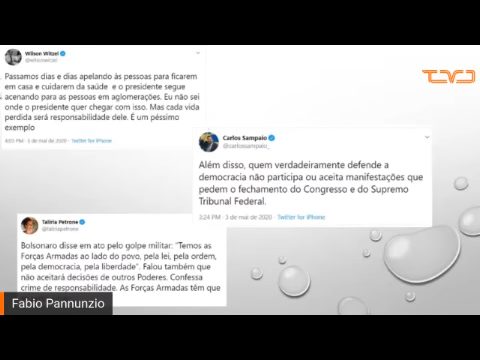 Wilson Witzel
@wilsonwitzel
Passamos dias e dias apelando às pessoas para ficarem
em casa e cuidarem da saúde e o presidente segue
acenando para as pessoas em aglomerações. Eu não sei
onde o presidente quer chegar com isso. Mas cada vida
perdida será responsabilidade dele. É um péssimo
exemplo
4:01 PM · 3 de mai de 2020 · Twitter for iPhone
TVD
Carlos Sampaio
@carlossampaio_
Além disso, quem verdadeiramente defende a
democracia não participa ou aceita manifestações que
pedem o fechamento do Congresso e do Supremo
Tribunal Federal.
3:24 PM · 3 de mai de 2020 · Twitter for iPhone
Talíria Petrone
@taliriapetrone
Bolsonaro disse em ato pelo golpe militar: "Temos as
Forças Armadas ao lado do povo, pela lei, pela ordem,
pela democracia, pela liberdade". Falou também que
não aceitará decisões de outros Poderes. Confessa
crime de responsabilidade. As Forças Armadas têm que
Fabio Pannunzio